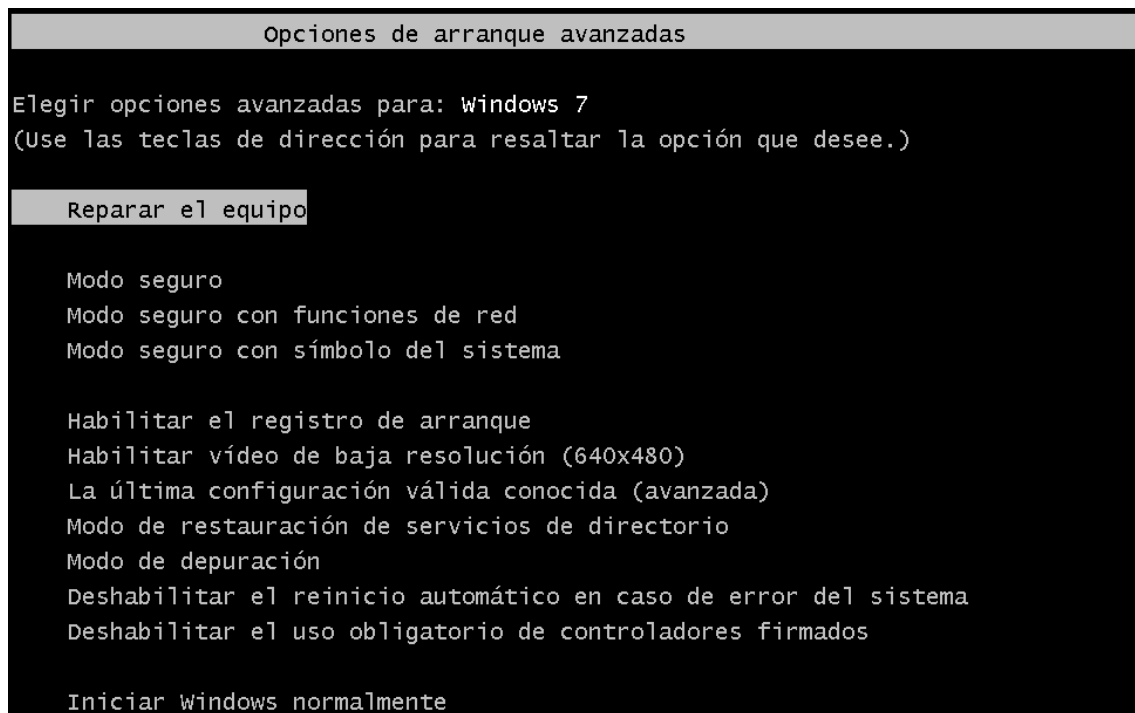 Opciones de arranque avanzadas
Elegir opciones avanzadas para: Windows 7
(Use las teclas de dirección para resaltar la opción que desee.)
Reparar el equipo
Modo seguro
Modo seguro con funciones de red
Modo seguro con símbolo del sistema
Habilitar el registro de arranque
Habilitar vídeo de baja resolución (640x480)
La última configuración válida conocida (avanzada)
Modo de restauración de servicios de directorio
Modo de depuración
Deshabilitar el reinicio automático en caso de error del sistema
Deshabilitar el uso obligatorio de controladores firmados
Iniciar Windows normalmente